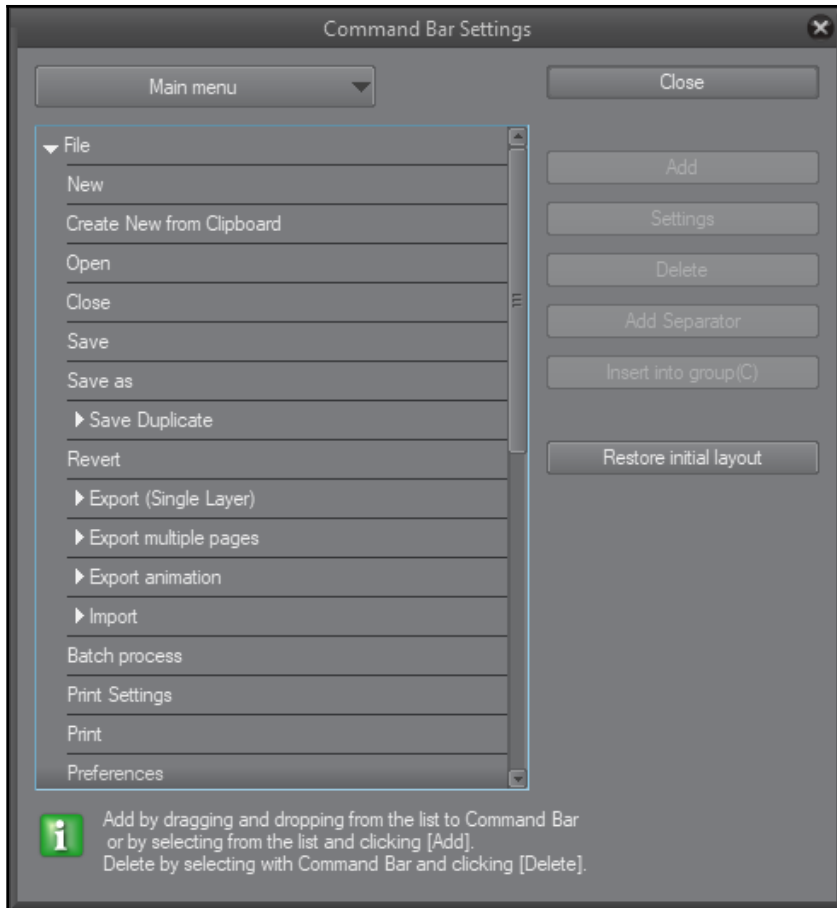 Command Bar Settings
Main menu
Close
File
New
Create New from Clipboard
Open
Close
Save
Save as
Save Duplicate
Revert
Export (Single Layer)
Export multiple pages
Export animation
Import
Batch process
Print Settings
Print
Preferences
Add
Settings
Delete
Add Separator
Insert into group(C)
Restore initial layout
Add by dragging and dropping from the list to Command Bar
or by selecting from the list and clicking [Add].
Delete by selecting with Command Bar and clicking [Delete].